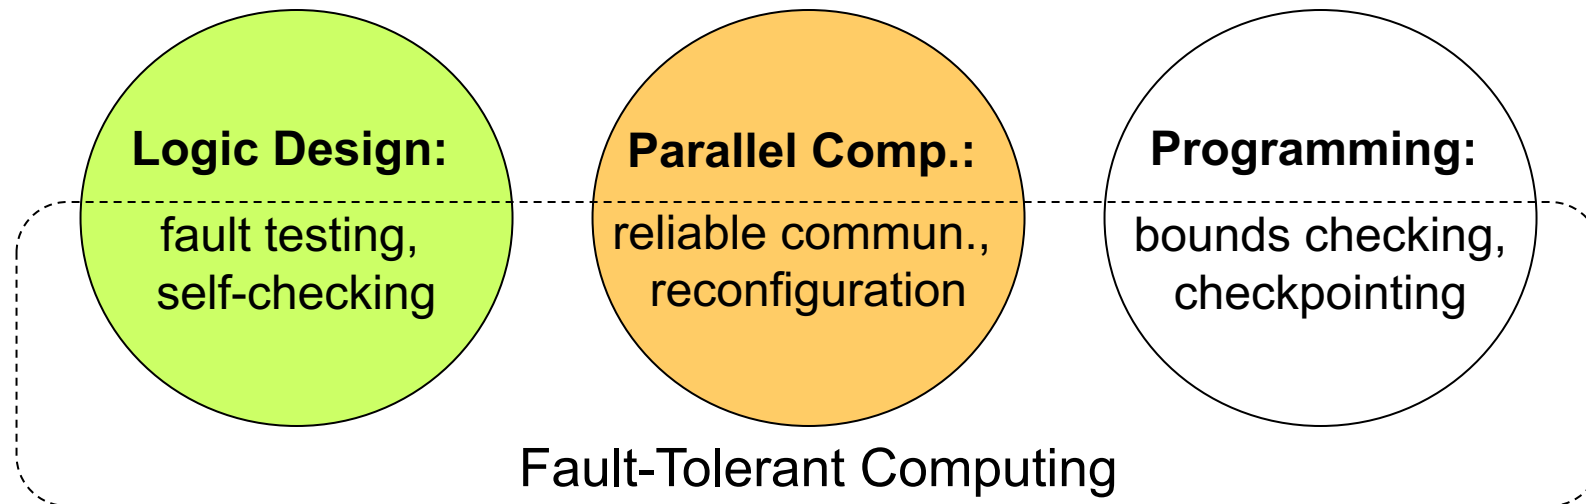 Logic Design:
fault testing,
self-checking
Parallel Comp.:
reliable commun.,
reconfiguration
Programming:
bounds checking,
checkpointing
Fault-Tolerant Computing